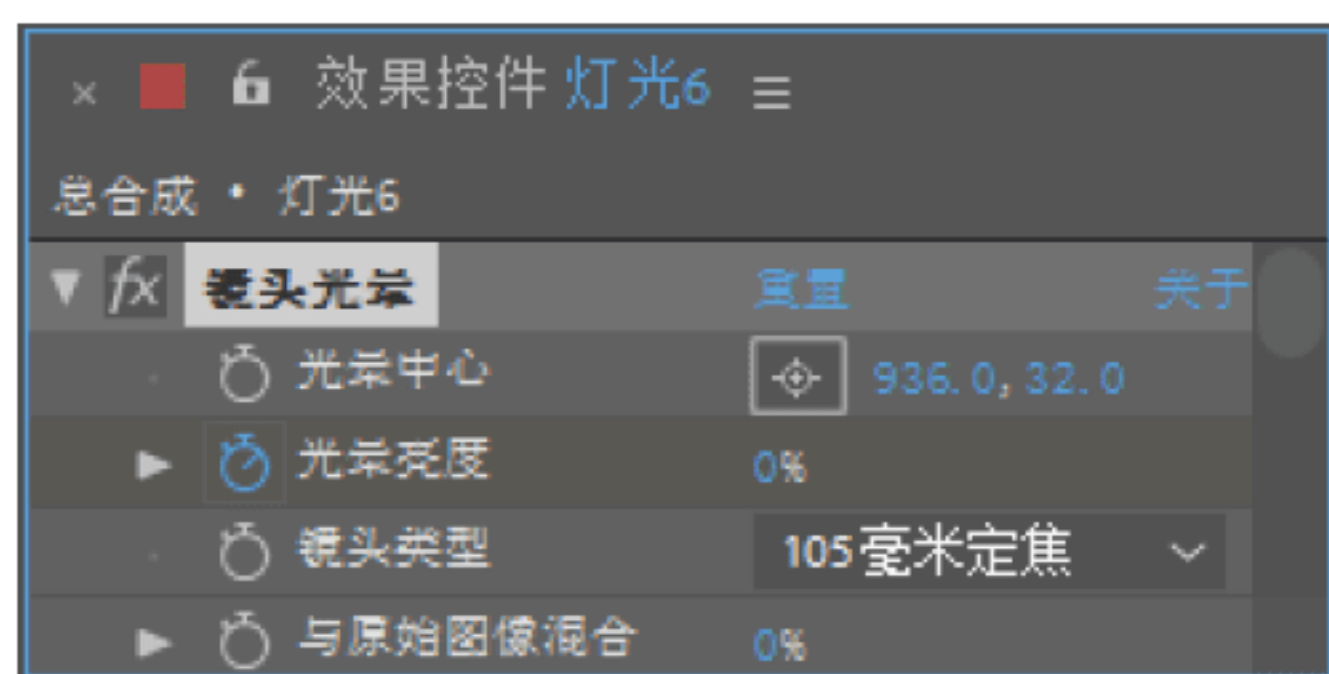 效果控件 灯光6
总合成 • 灯光6
fx 镜头光晕 重置 关于
光晕中心 936.0, 32.0
光晕亮度 0%
镜头类型 105毫米定焦
与原始图像混合 0%